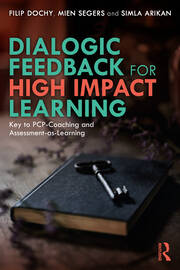 FILIP DOCHY, MIEN SEGERS and SIMLA ARIKAN
DIALOGIC
FEEDBACK FOR
HIGH IMPACT
LEARNING
Key to PCP-Coaching and
Assessment-as-Learning
R